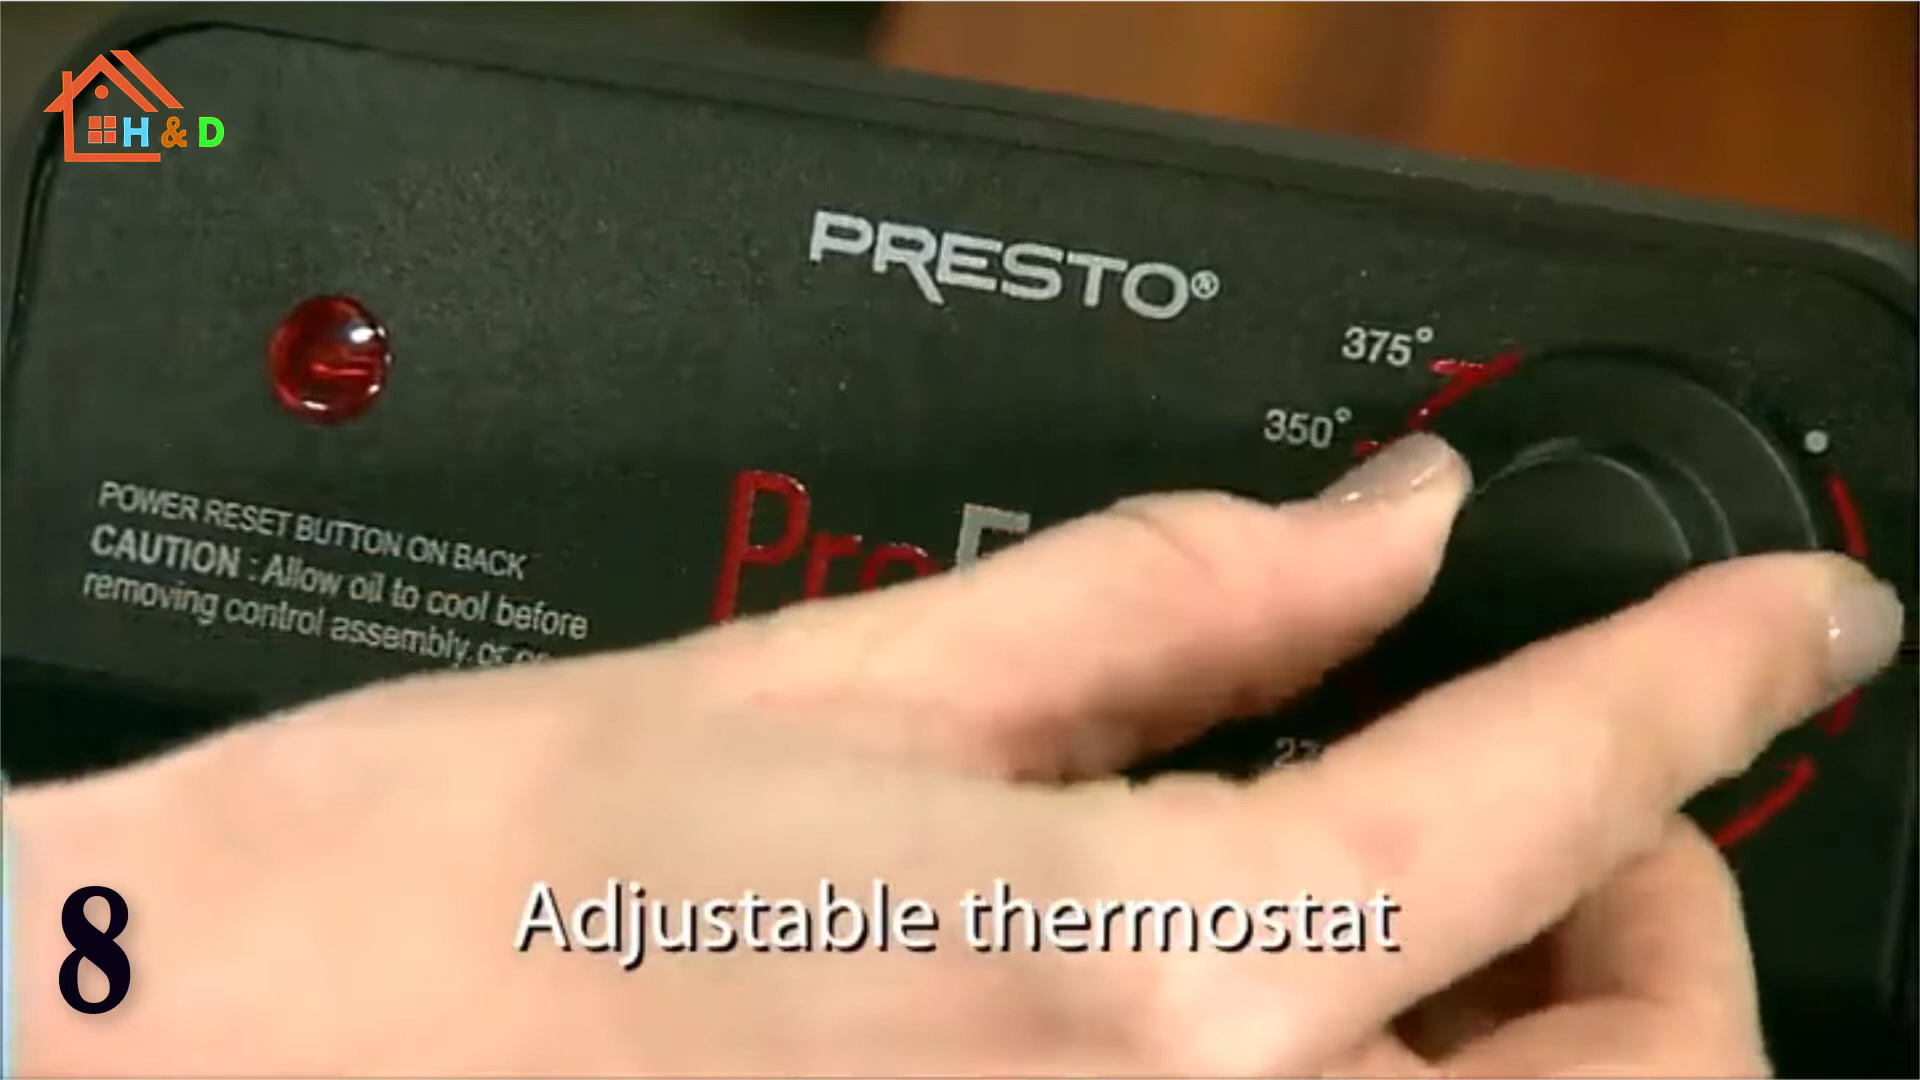 H & D
PRESTO®
375°
350°
POWER RESET BUTTON ON BACK
CAUTION : Allow oil to cool before
removing control assembly
8
Adjustable thermostat